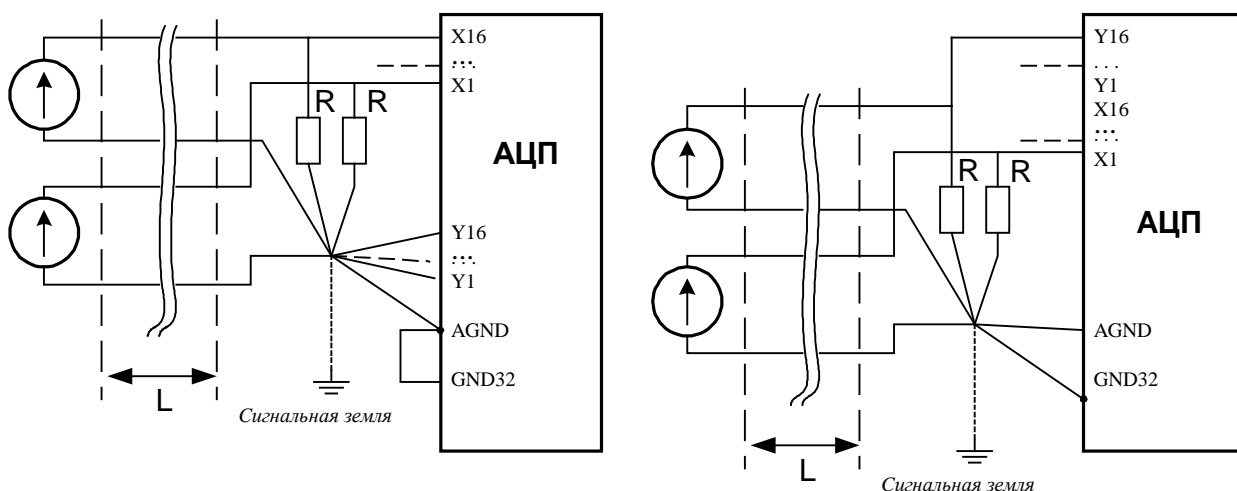 X16
...
X1
R R
АЦП
Y16
...
Y1
AGND
GND32
L
Сигнальная земля
Y16
...
Y1
X16
...
X1
R R
АЦП
AGND
GND32
L
Сигнальная земля